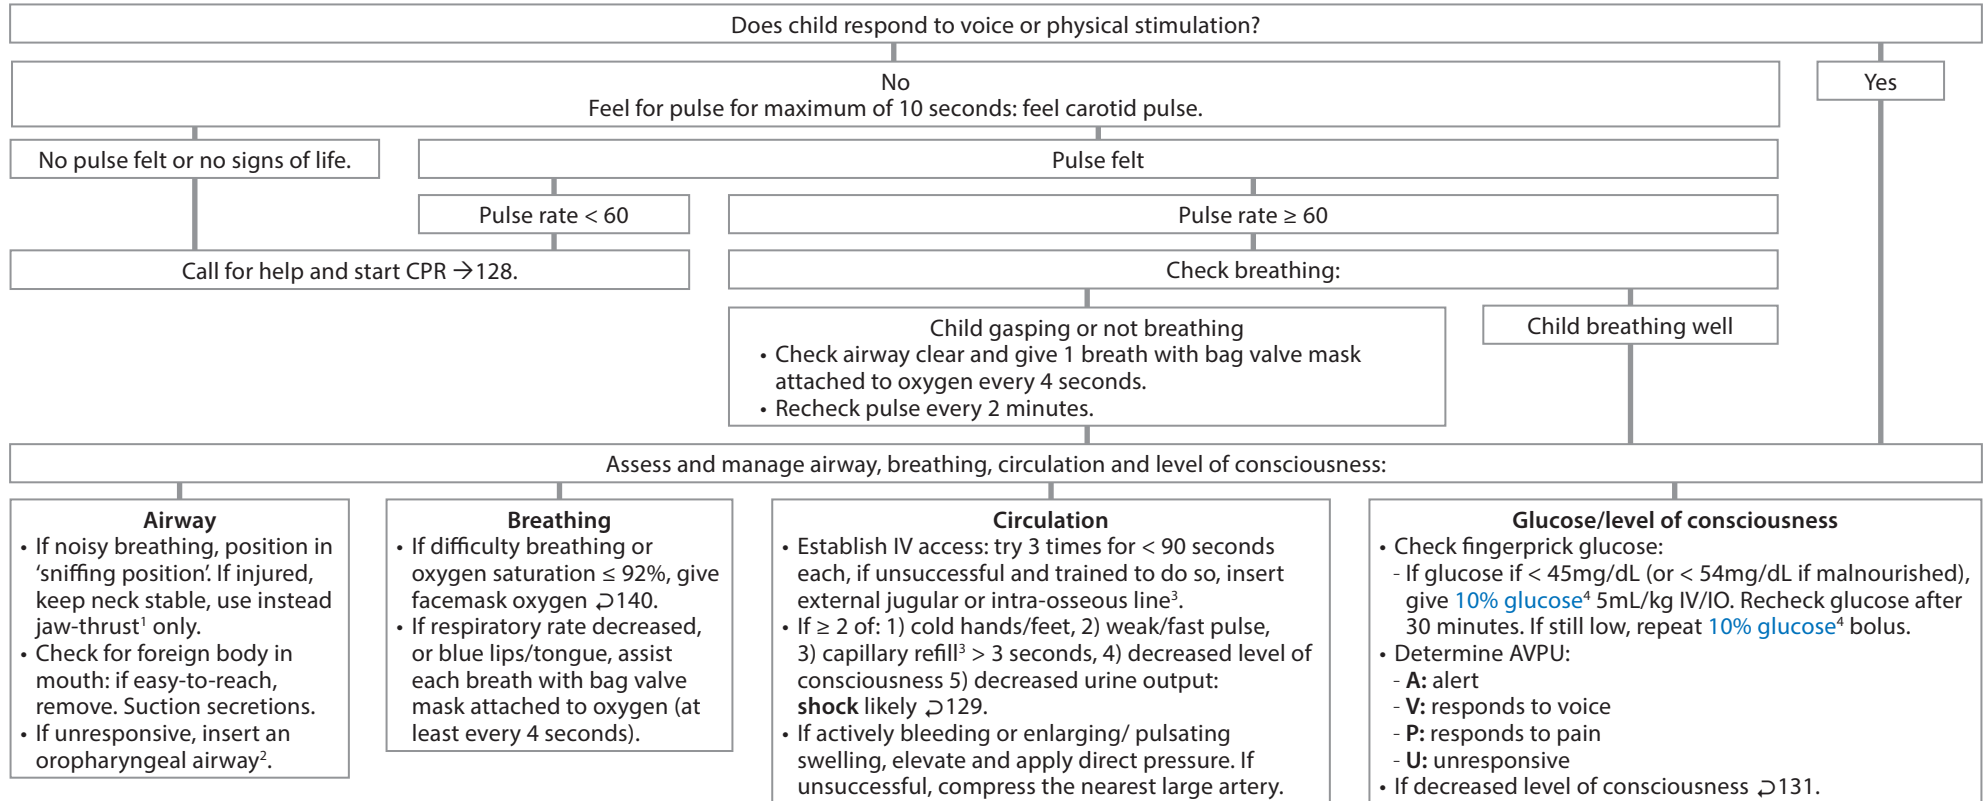 Does child respond to voice or physical stimulation?
No
Feel for pulse for maximum of 10 seconds: feel carotid pulse.
Yes
No pulse felt or no signs of life.
Pulse felt
Pulse rate < 60
Pulse rate ≥ 60
Call for help and start CPR →128.
Check breathing:
Child gasping or not breathing
• Check airway clear and give 1 breath with bag valve mask
attached to oxygen every 4 seconds.
• Recheck pulse every 2 minutes.
Child breathing well
Assess and manage airway, breathing, circulation and level of consciousness:
Airway
• If noisy breathing, position in
‘sniffing position’. If injured,
keep neck stable, use instead
jaw-thrust¹ only.
• Check for foreign body in
mouth: if easy-to-reach,
remove. Suction secretions.
• If unresponsive, insert an
oropharyngeal airway².
Breathing
• If difficulty breathing or
oxygen saturation ≤ 92%, give
facemask oxygen ⮌140.
• If respiratory rate decreased,
or blue lips/tongue, assist
each breath with bag valve
mask attached to oxygen (at
least every 4 seconds).
Circulation
• Establish IV access: try 3 times for < 90 seconds
each, if unsuccessful and trained to do so, insert
external jugular or intra-osseous line³.
• If ≥ 2 of: 1) cold hands/feet, 2) weak/fast pulse,
3) capillary refill³ > 3 seconds, 4) decreased level of
consciousness 5) decreased urine output:
shock likely ⮌129.
• If actively bleeding or enlarging/ pulsating
swelling, elevate and apply direct pressure. If
unsuccessful, compress the nearest large artery.
Glucose/level of consciousness
• Check fingerprick glucose:
- If glucose if < 45mg/dL (or < 54mg/dL if malnourished),
give 10% glucose⁴ 5mL/kg IV/IO. Recheck glucose after
30 minutes. If still low, repeat 10% glucose⁴ bolus.
• Determine AVPU:
- A: alert
- V: responds to voice
- P: responds to pain
- U: unresponsive
• If decreased level of consciousness ⮌131.